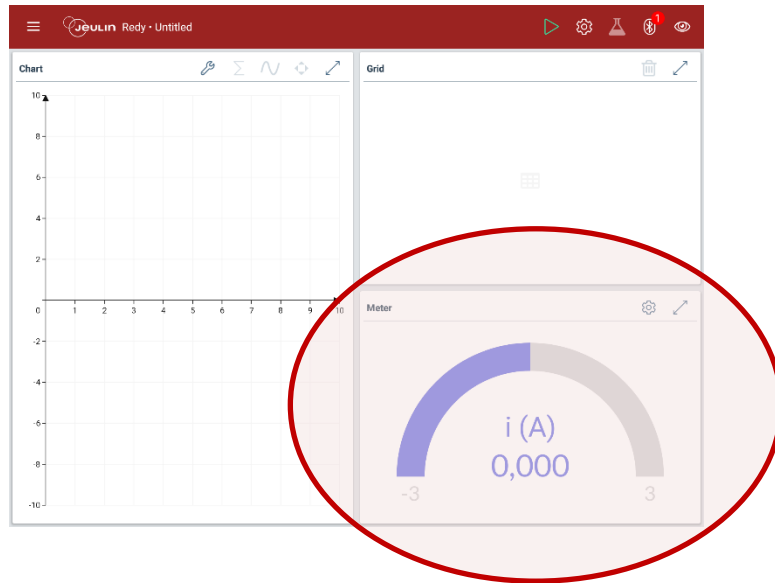 Jeulin Redy • Untitled
1
Chart
Grid
10
8
6
4
2
0
1 2 3 4 5 6 7 8 9 10
-2
-4
-6
-8
-10
Meter
i (A)
0,000
-3 3